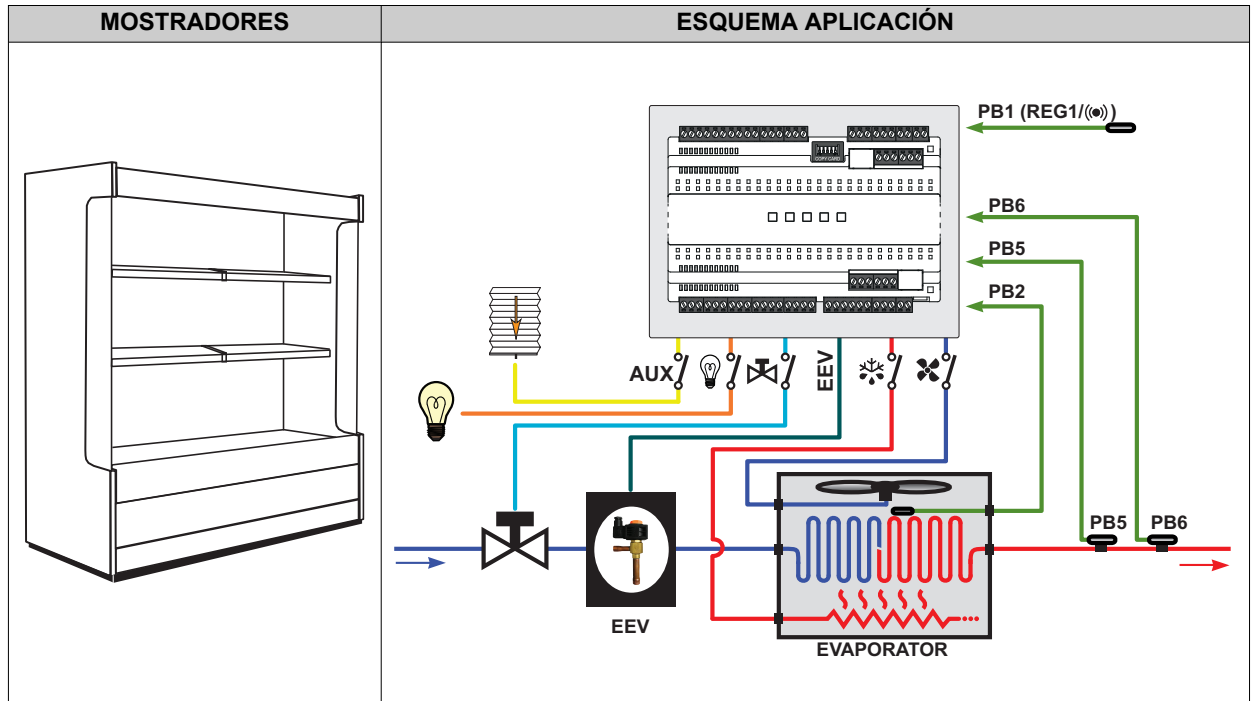 MOSTRADORES
ESQUEMA APLICACIÓN
PB1 (REG1/ )
COPY CARD
PB6
PB5
PB2
AUX
EEV
PB5
PB6
EEV
EVAPORATOR